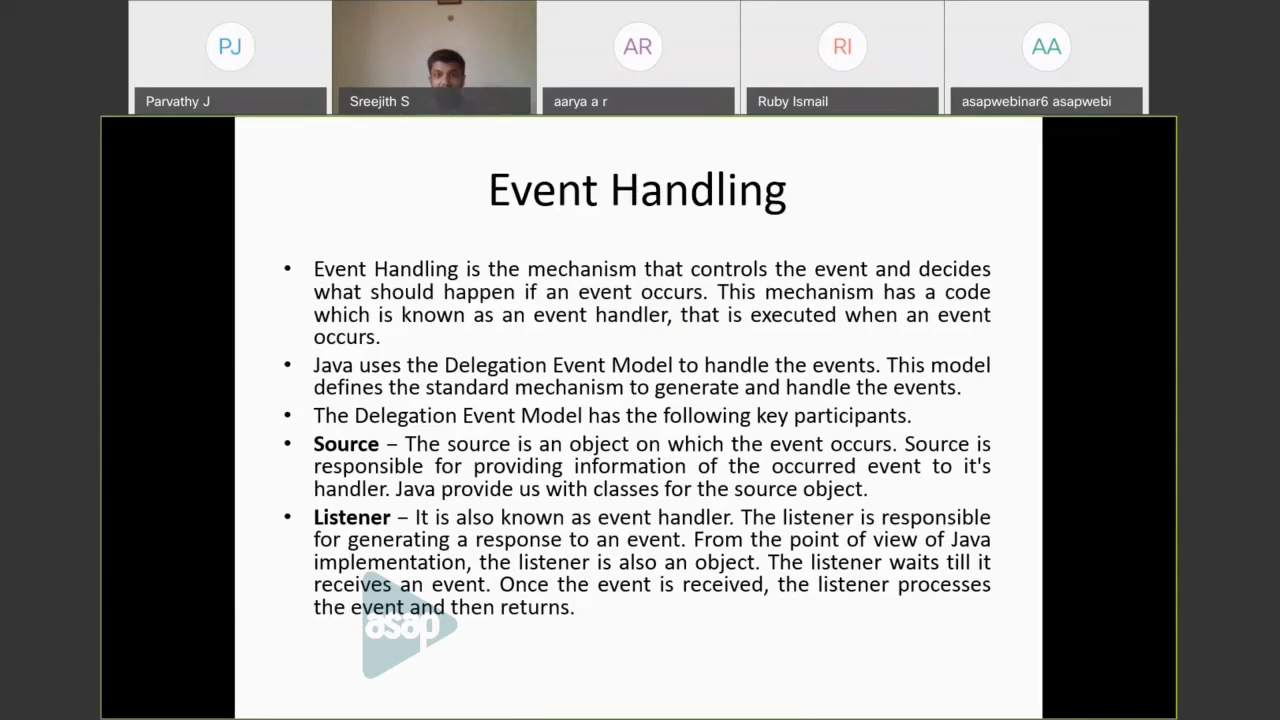 PJ
AR
RI
AA
Parvathy J
Sreejith S
aarya a r
Ruby Ismail
asapwebinar6 asapwebi
Event Handling
• Event Handling is the mechanism that controls the event and decides
what should happen if an event occurs. This mechanism has a code
which is known as an event handler, that is executed when an event
occurs.
• Java uses the Delegation Event Model to handle the events. This model
defines the standard mechanism to generate and handle the events.
• The Delegation Event Model has the following key participants.
• Source − The source is an object on which the event occurs. Source is
responsible for providing information of the occurred event to it's
handler. Java provide us with classes for the source object.
• Listener − It is also known as event handler. The listener is responsible
for generating a response to an event. From the point of view of Java
implementation, the listener is also an object. The listener waits till it
receives an event. Once the event is received, the listener processes
the event and then returns.
asap